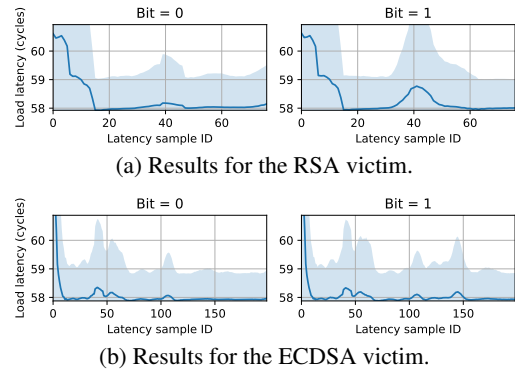 Bit = 0
Bit = 1
Load latency (cycles)
60
59
58
0 20 40 60
0 20 40 60
Latency sample ID
Latency sample ID
(a) Results for the RSA victim.
Bit = 0
Bit = 1
Load latency (cycles)
60
59
58
0 50 100 150
0 50 100 150
Latency sample ID
Latency sample ID
(b) Results for the ECDSA victim.